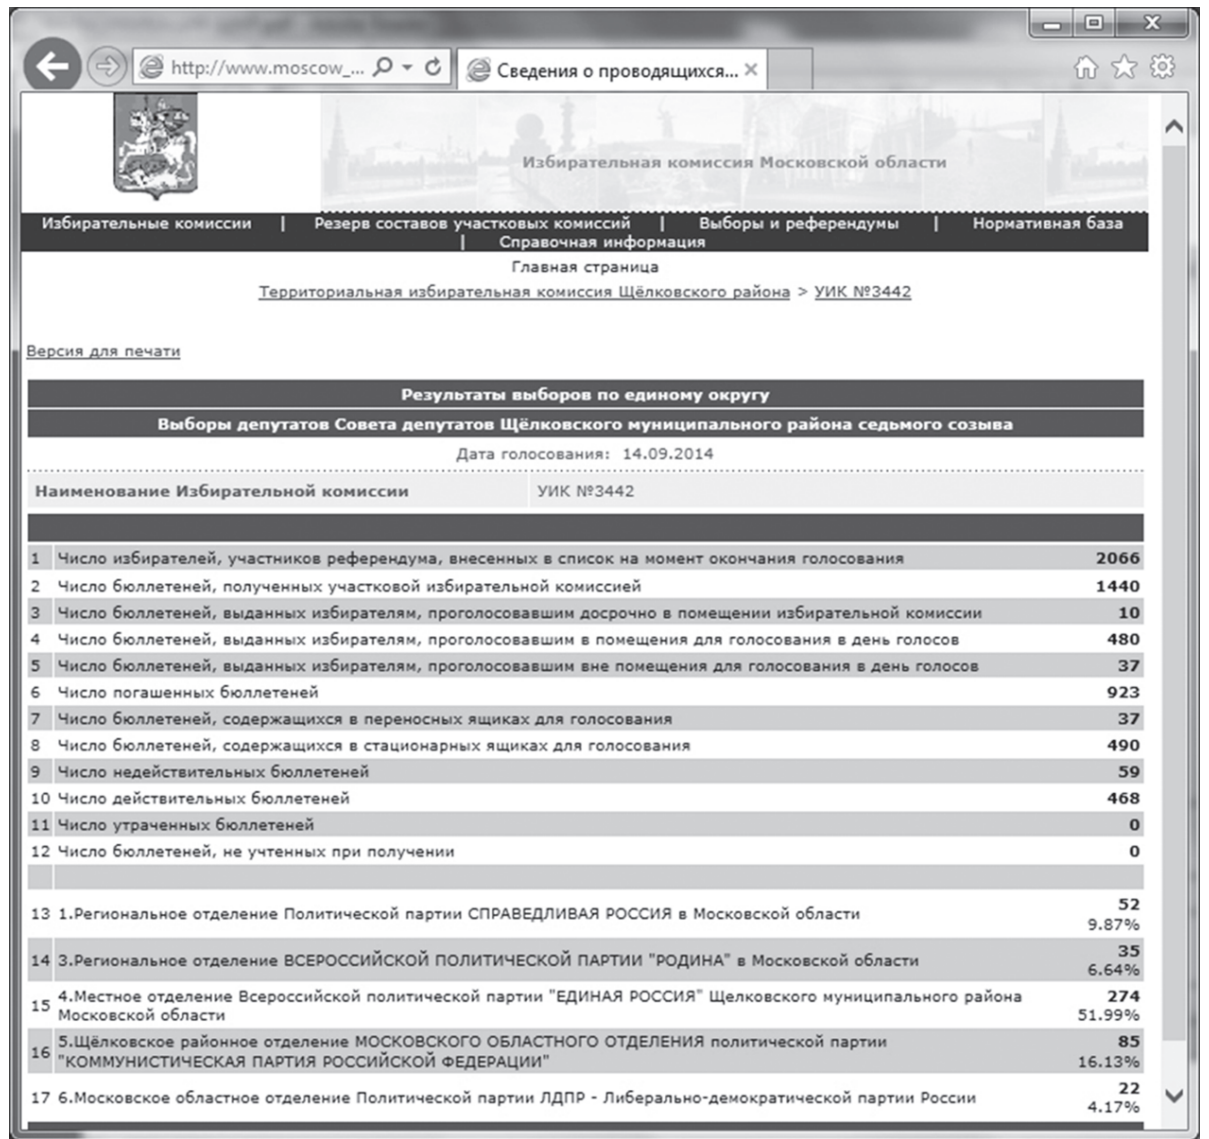 http://www.moscow_...
Сведения о проводящихся...
Избирательная комиссия Московской области
Избирательные комиссии | Резерв составов участковых комиссий | Выборы и референдумы | Нормативная база
| Справочная информация
Главная страница
Территориальная избирательная комиссия Щёлковского района > УИК №3442
Версия для печати
Результаты выборов по единому округу
Выборы депутатов Совета депутатов Щёлковского муниципального района седьмого созыва
Дата голосования: 14.09.2014
Наименование Избирательной комиссии УИК №3442
1 Число избирателей, участников референдума, внесенных в список на момент окончания голосования 2066
2 Число бюллетеней, полученных участковой избирательной комиссией 1440
3 Число бюллетеней, выданных избирателям, проголосовавшим досрочно в помещении избирательной комиссии 10
4 Число бюллетеней, выданных избирателям, проголосовавшим в помещения для голосования в день голосов 480
5 Число бюллетеней, выданных избирателям, проголосовавшим вне помещения для голосования в день голосов 37
6 Число погашенных бюллетеней 923
7 Число бюллетеней, содержащихся в переносных ящиках для голосования 37
8 Число бюллетеней, содержащихся в стационарных ящиках для голосования 490
9 Число недействительных бюллетеней 59
10 Число действительных бюллетеней 468
11 Число утраченных бюллетеней 0
12 Число бюллетеней, не учтенных при получении 0
13 1.Региональное отделение Политической партии СПРАВЕДЛИВАЯ РОССИЯ в Московской области 52
9.87%
14 3.Региональное отделение ВСЕРОССИЙСКОЙ ПОЛИТИЧЕСКОЙ ПАРТИИ "РОДИНА" в Московской области 35
6.64%
15 4.Местное отделение Всероссийской политической партии "ЕДИНАЯ РОССИЯ" Щелковского муниципального района 274
Московской области 51.99%
16 5.Щёлковское районное отделение МОСКОВСКОГО ОБЛАСТНОГО ОТДЕЛЕНИЯ политической партии 85
"КОММУНИСТИЧЕСКАЯ ПАРТИЯ РОССИЙСКОЙ ФЕДЕРАЦИИ" 16.13%
17 6.Московское областное отделение Политической партии ЛДПР - Либерально-демократической партии России 22
4.17%